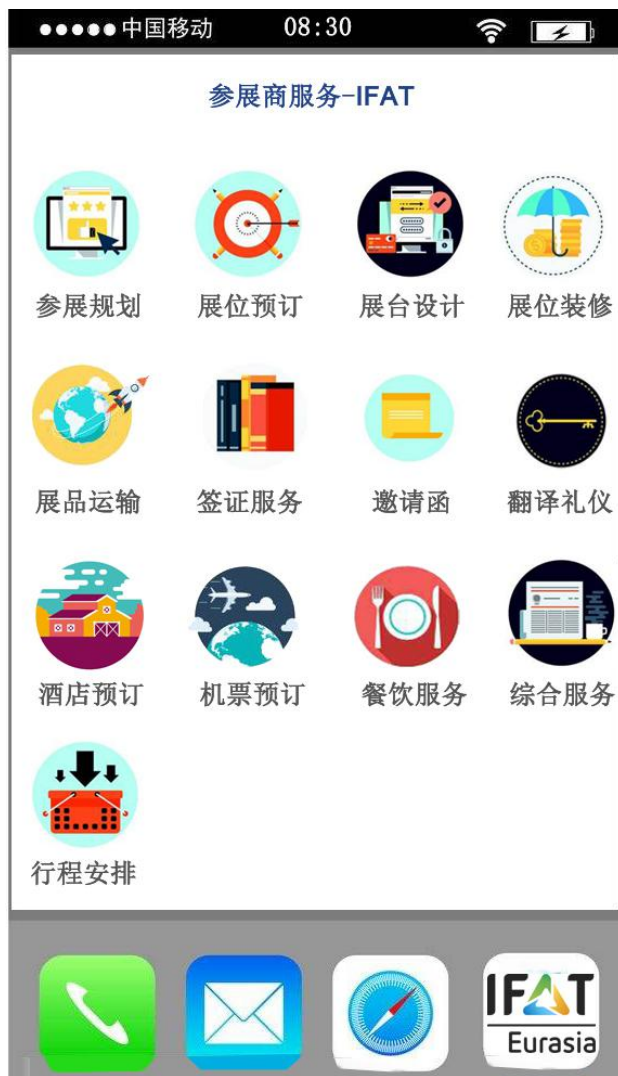 ●●●●●中国移动 08:30
参展商服务-IFAT
参展规划 展位预订 展台设计 展位装修
展品运输 签证服务 邀请函 翻译礼仪
酒店预订 机票预订 餐饮服务 综合服务
行程安排
IFAT
Eurasia